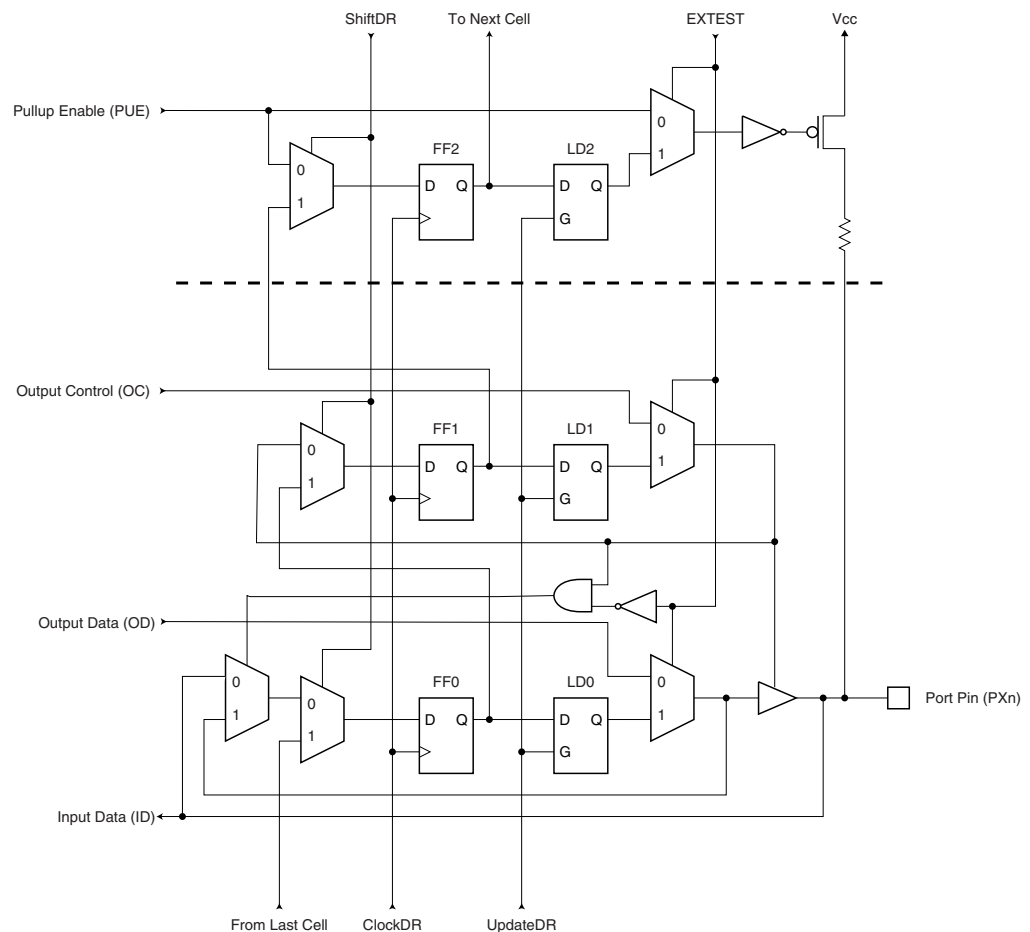 ShiftDR
To Next Cell
EXTEST
Vcc
Pullup Enable (PUE)
0
1
FF2
D Q
LD2
D Q
G
0
1
Output Control (OC)
0
1
FF1
D Q
LD1
D Q
G
0
1
Output Data (OD)
0
1
0
1
FF0
D Q
LD0
D Q
G
0
1
Port Pin (PXn)
Input Data (ID)
From Last Cell
ClockDR
UpdateDR